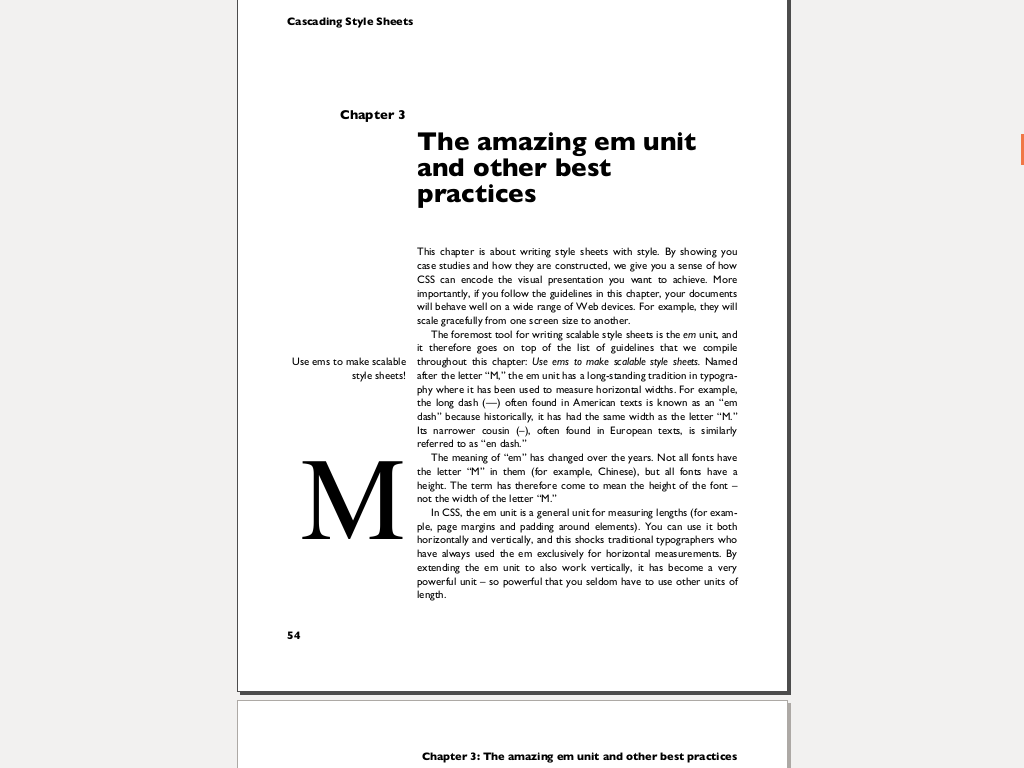 Cascading Style Sheets
Chapter 3
The amazing em unit
and other best
practices
This chapter is about writing style sheets with style. By showing you
case studies and how they are constructed, we give you a sense of how
CSS can encode the visual presentation you want to achieve. More
importantly, if you follow the guidelines in this chapter, your documents
will behave well on a wide range of Web devices. For example, they will
scale gracefully from one screen size to another.
The foremost tool for writing scalable style sheets is the em unit, and
it therefore goes on top of the list of guidelines that we compile
throughout this chapter: Use ems to make scalable style sheets. Named
after the letter “M,” the em unit has a long-standing tradition in typogra-
phy where it has been used to measure horizontal widths. For example,
the long dash (—) often found in American texts is known as an “em
dash” because historically, it has had the same width as the letter “M.”
Its narrower cousin (–), often found in European texts, is similarly
referred to as “en dash.”
Use ems to make scalable
style sheets!
The meaning of “em” has changed over the years. Not all fonts have
the letter “M” in them (for example, Chinese), but all fonts have a
height. The term has therefore come to mean the height of the font –
not the width of the letter “M.”
M
In CSS, the em unit is a general unit for measuring lengths (for exam-
ple, page margins and padding around elements). You can use it both
horizontally and vertically, and this shocks traditional typographers who
have always used the em exclusively for horizontal measurements. By
extending the em unit to also work vertically, it has become a very
powerful unit – so powerful that you seldom have to use other units of
length.
54
Chapter 3: The amazing em unit and other best practices